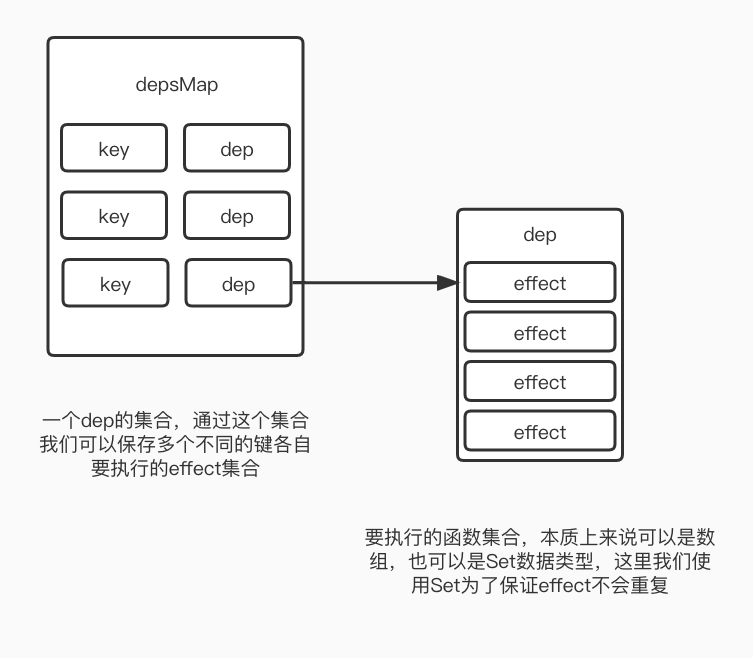 depsMap
key
dep
key
dep
key
dep
dep
effect
effect
effect
effect
一个dep的集合，通过这个集合
我们可以保存多个不同的键各自
要执行的effect集合
要执行的函数集合，本质上来说可以是数
组，也可以是Set数据类型，这里我们使
用Set为了保证effect不会重复